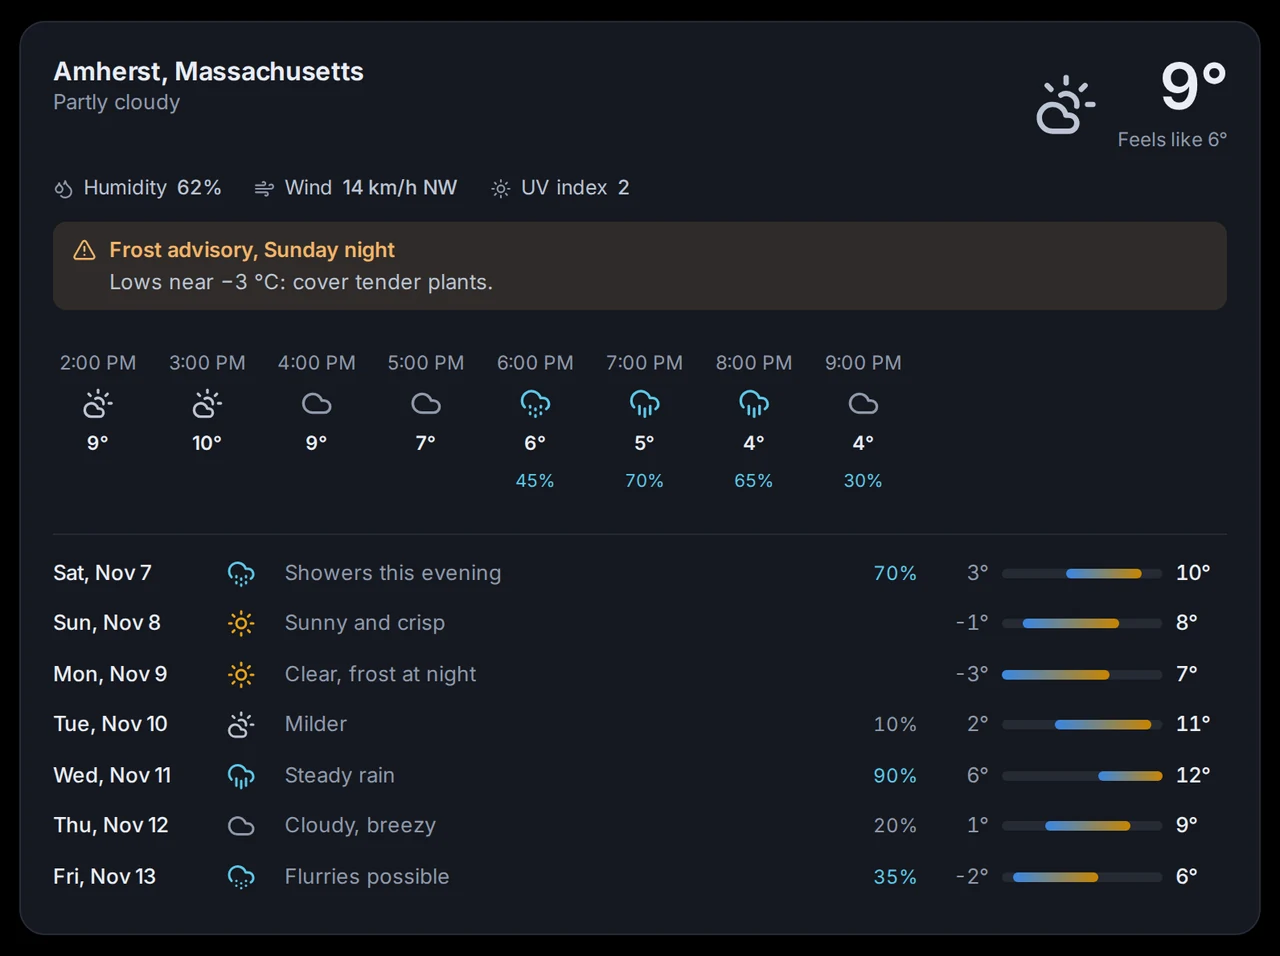 Amherst, Massachusetts
Partly cloudy
9°
Feels like 6°
Humidity 62% Wind 14 km/h NW UV index 2
Frost advisory, Sunday night
Lows near −3 °C: cover tender plants.
2:00 PM 3:00 PM 4:00 PM 5:00 PM 6:00 PM 7:00 PM 8:00 PM 9:00 PM
9° 10° 9° 7° 6° 5° 4° 4°
45% 70% 65% 30%
Sat, Nov 7 Showers this evening 70% 3° 10°
Sun, Nov 8 Sunny and crisp -1° 8°
Mon, Nov 9 Clear, frost at night -3° 7°
Tue, Nov 10 Milder 10% 2° 11°
Wed, Nov 11 Steady rain 90% 6° 12°
Thu, Nov 12 Cloudy, breezy 20% 1° 9°
Fri, Nov 13 Flurries possible 35% -2° 6°